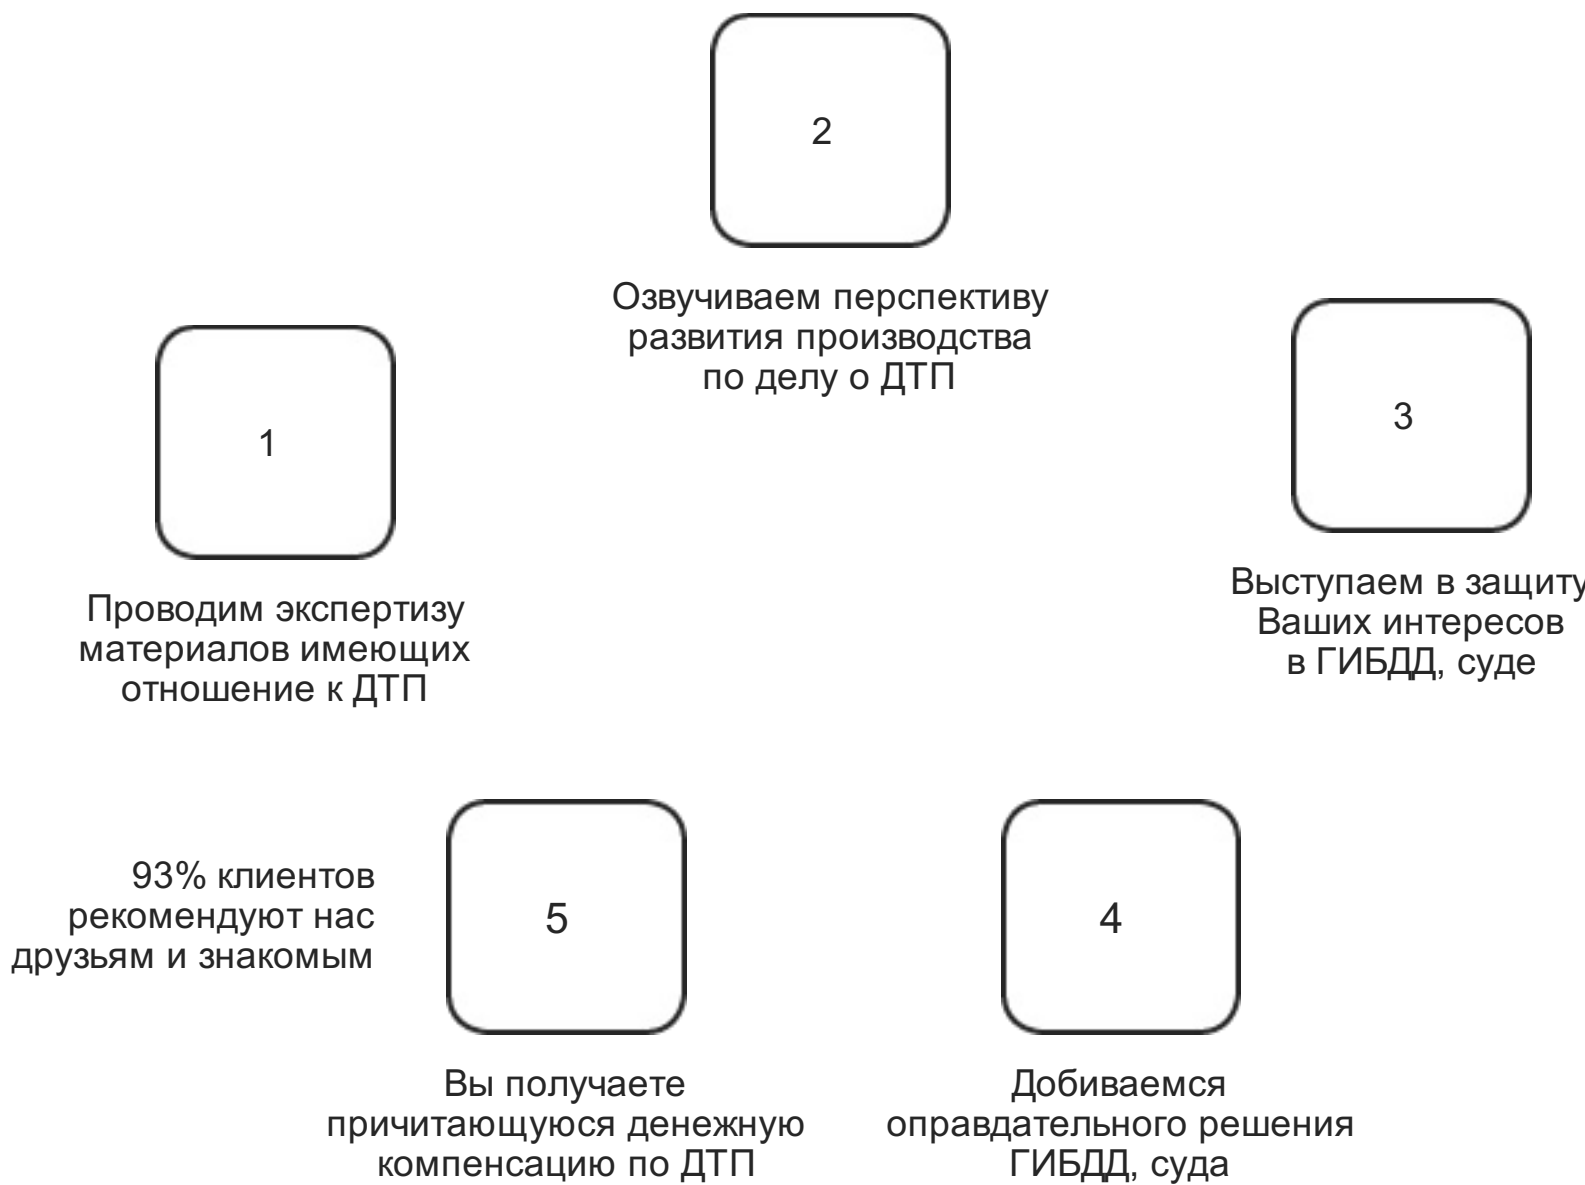 1
Проводим экспертизу
материалов имеющих
отношение к ДТП
2
Озвучиваем перспективу
развития производства
по делу о ДТП
3
Выступаем в защиту
Ваших интересов
в ГИБДД, суде
4
Добиваемся
оправдательного решения
ГИБДД, суда
5
Вы получаете
причитающуюся денежную
компенсацию по ДТП
93% клиентов
рекомендуют нас
друзьям и знакомым